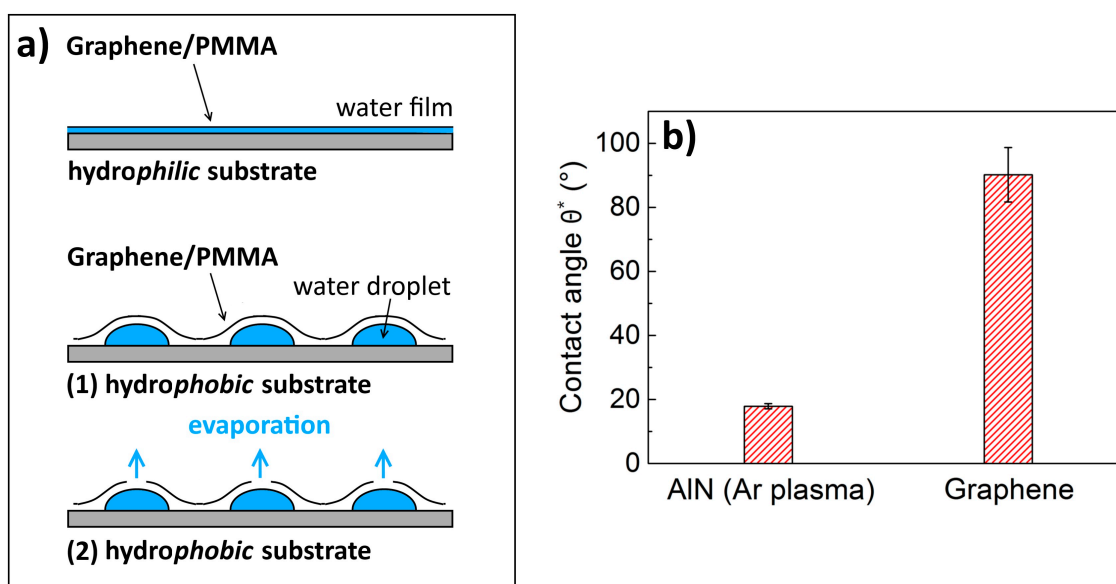 a)
Graphene/PMMA
water film
hydrophilic substrate
Graphene/PMMA
water droplet
(1) hydrophobic substrate
evaporation
(2) hydrophobic substrate
b)
Contact angle θ* (°)
100
80
60
40
20
0
AlN (Ar plasma)
Graphene